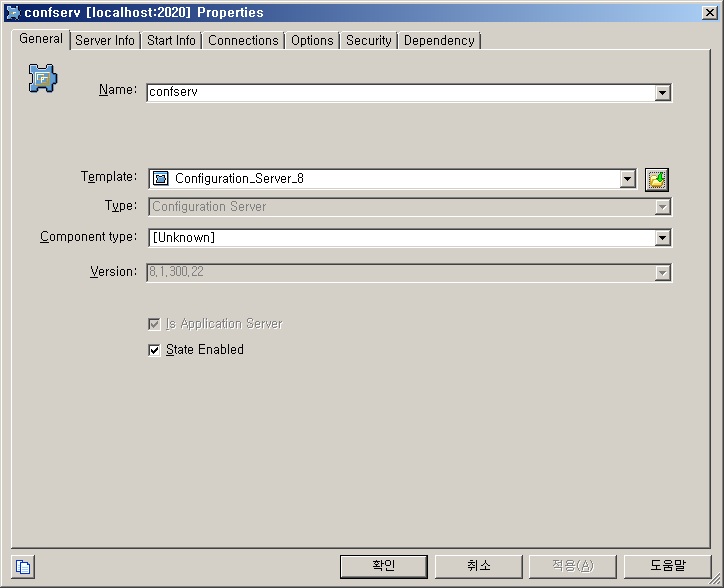 confserv [localhost:2020] Properties
General Server Info Start Info Connections Options Security Dependency
Name: confserv
Template: Configuration_Server_8
Type: Configuration Server
Component type: [Unknown]
Version: 8,1,300,22
Is Application Server
State Enabled
확인 취소 적용(A) 도움말